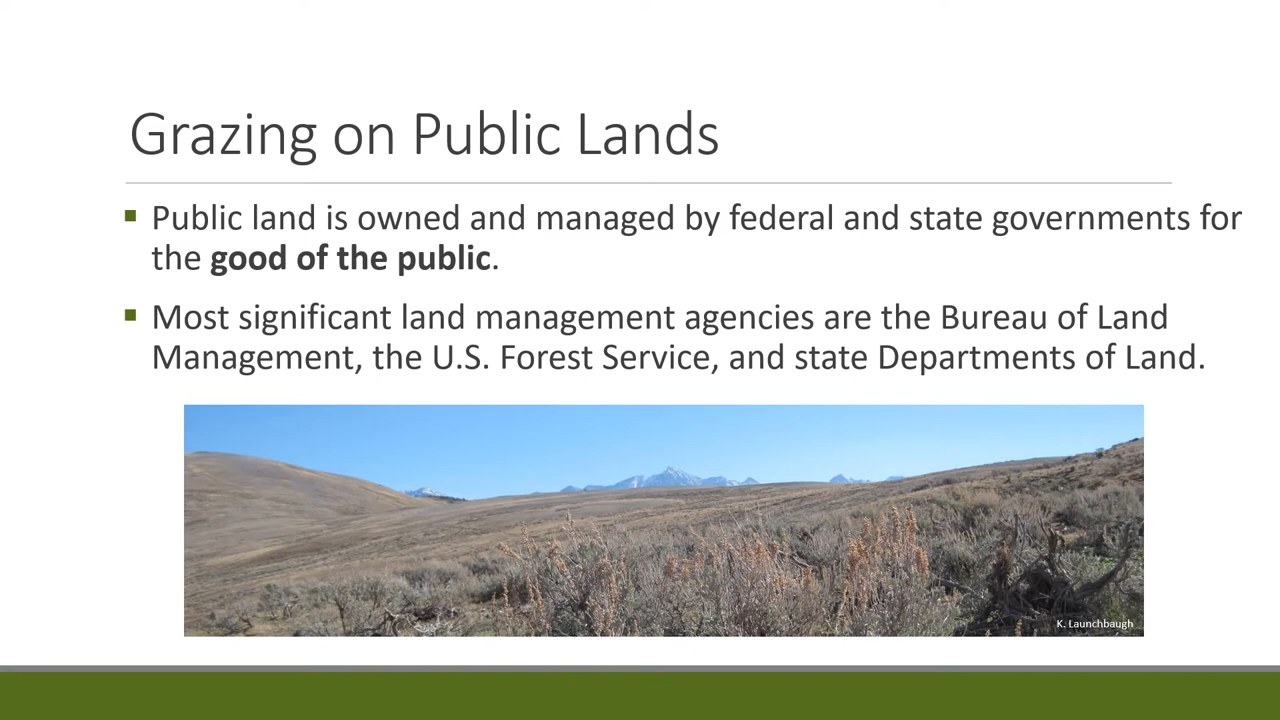 Grazing on Public Lands
Public land is owned and managed by federal and state governments for
the good of the public.
Most significant land management agencies are the Bureau of Land
Management, the U.S. Forest Service, and state Departments of Land.
K. Launchbaugh